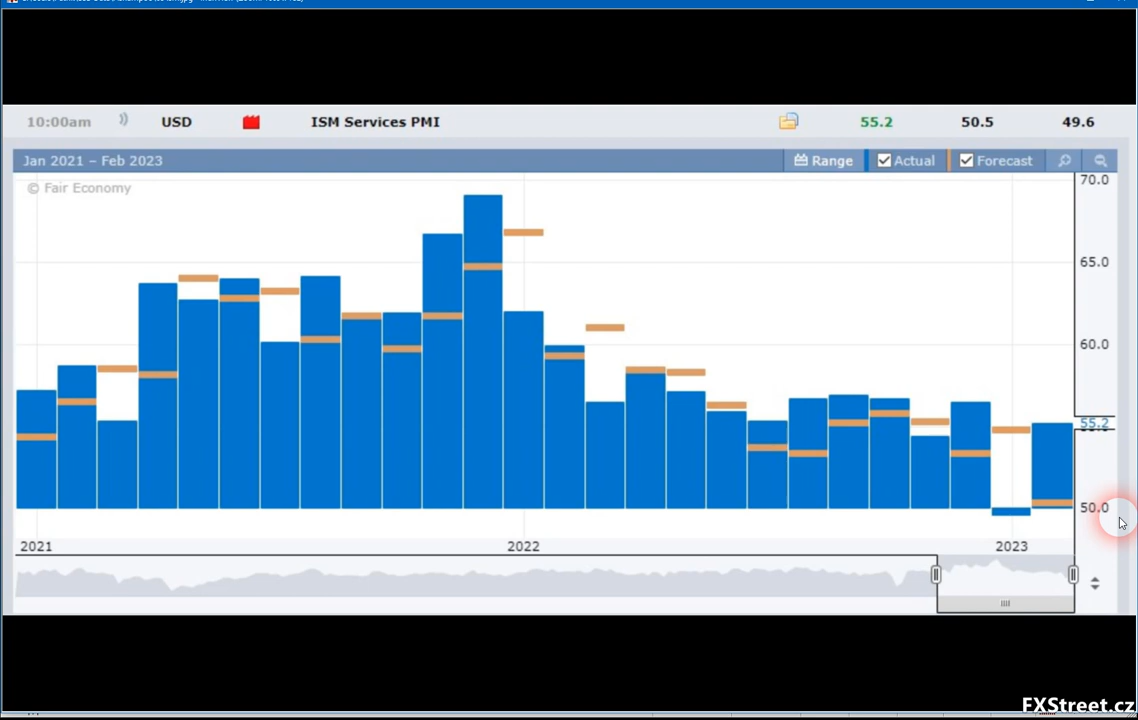 10:00am USD ISM Services PMI 55.2 50.5 49.6
Jan 2021 – Feb 2023 Range Actual Forecast
© Fair Economy
70.0
65.0
60.0
55.2
50.0
2021 2022 2023
FXStreet.cz